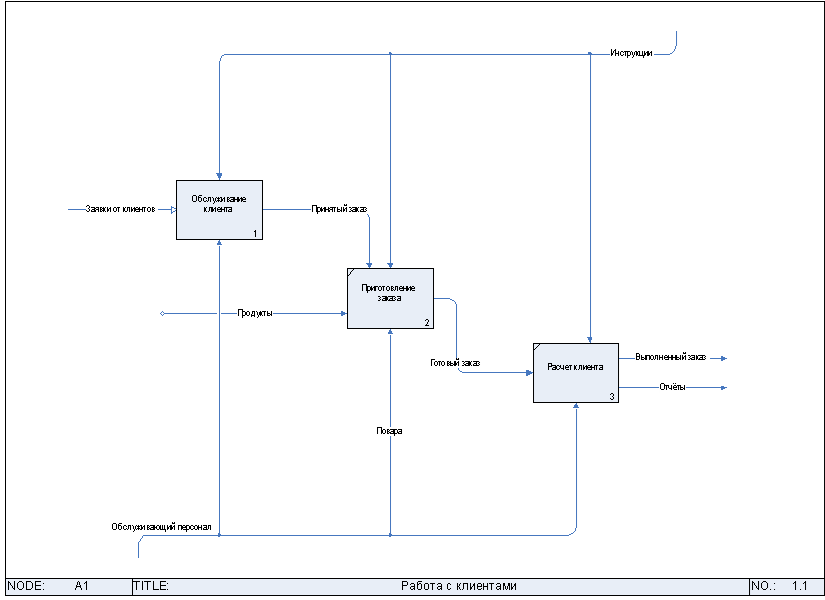 Инструкции
Обслуживание
клиента
1
Заявки от клиентов
Принятый заказ
Приготовление
заказа
2
Продукты
Готовый заказ
Расчет клиента
3
Выполненный заказ
Отчёты
Повара
Обслуживающий персонал
NODE: A1 TITLE: Работа с клиентами NO.: 1.1